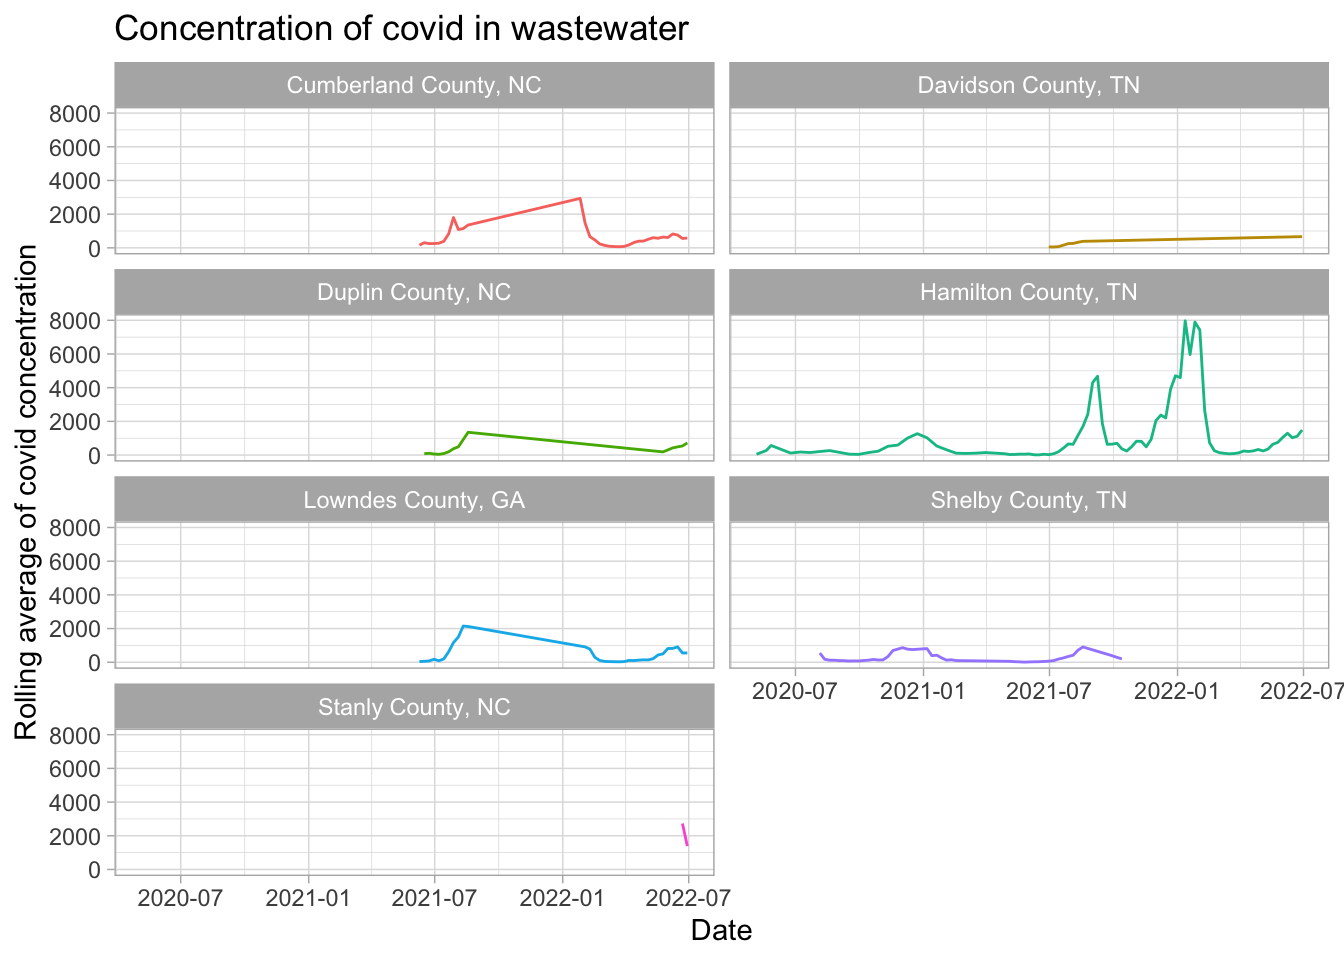 Concentration of covid in wastewater
Cumberland County, NC
Davidson County, TN
8000
6000
4000
2000
0
Duplin County, NC
Hamilton County, TN
8000
6000
4000
2000
0
Lowndes County, GA
Shelby County, TN
8000
6000
4000
2000
0
2020-07 2021-01 2021-07 2022-01 2022-07
Stanly County, NC
8000
6000
4000
2000
0
2020-07 2021-01 2021-07 2022-01 2022-07
Date
Rolling average of covid concentration